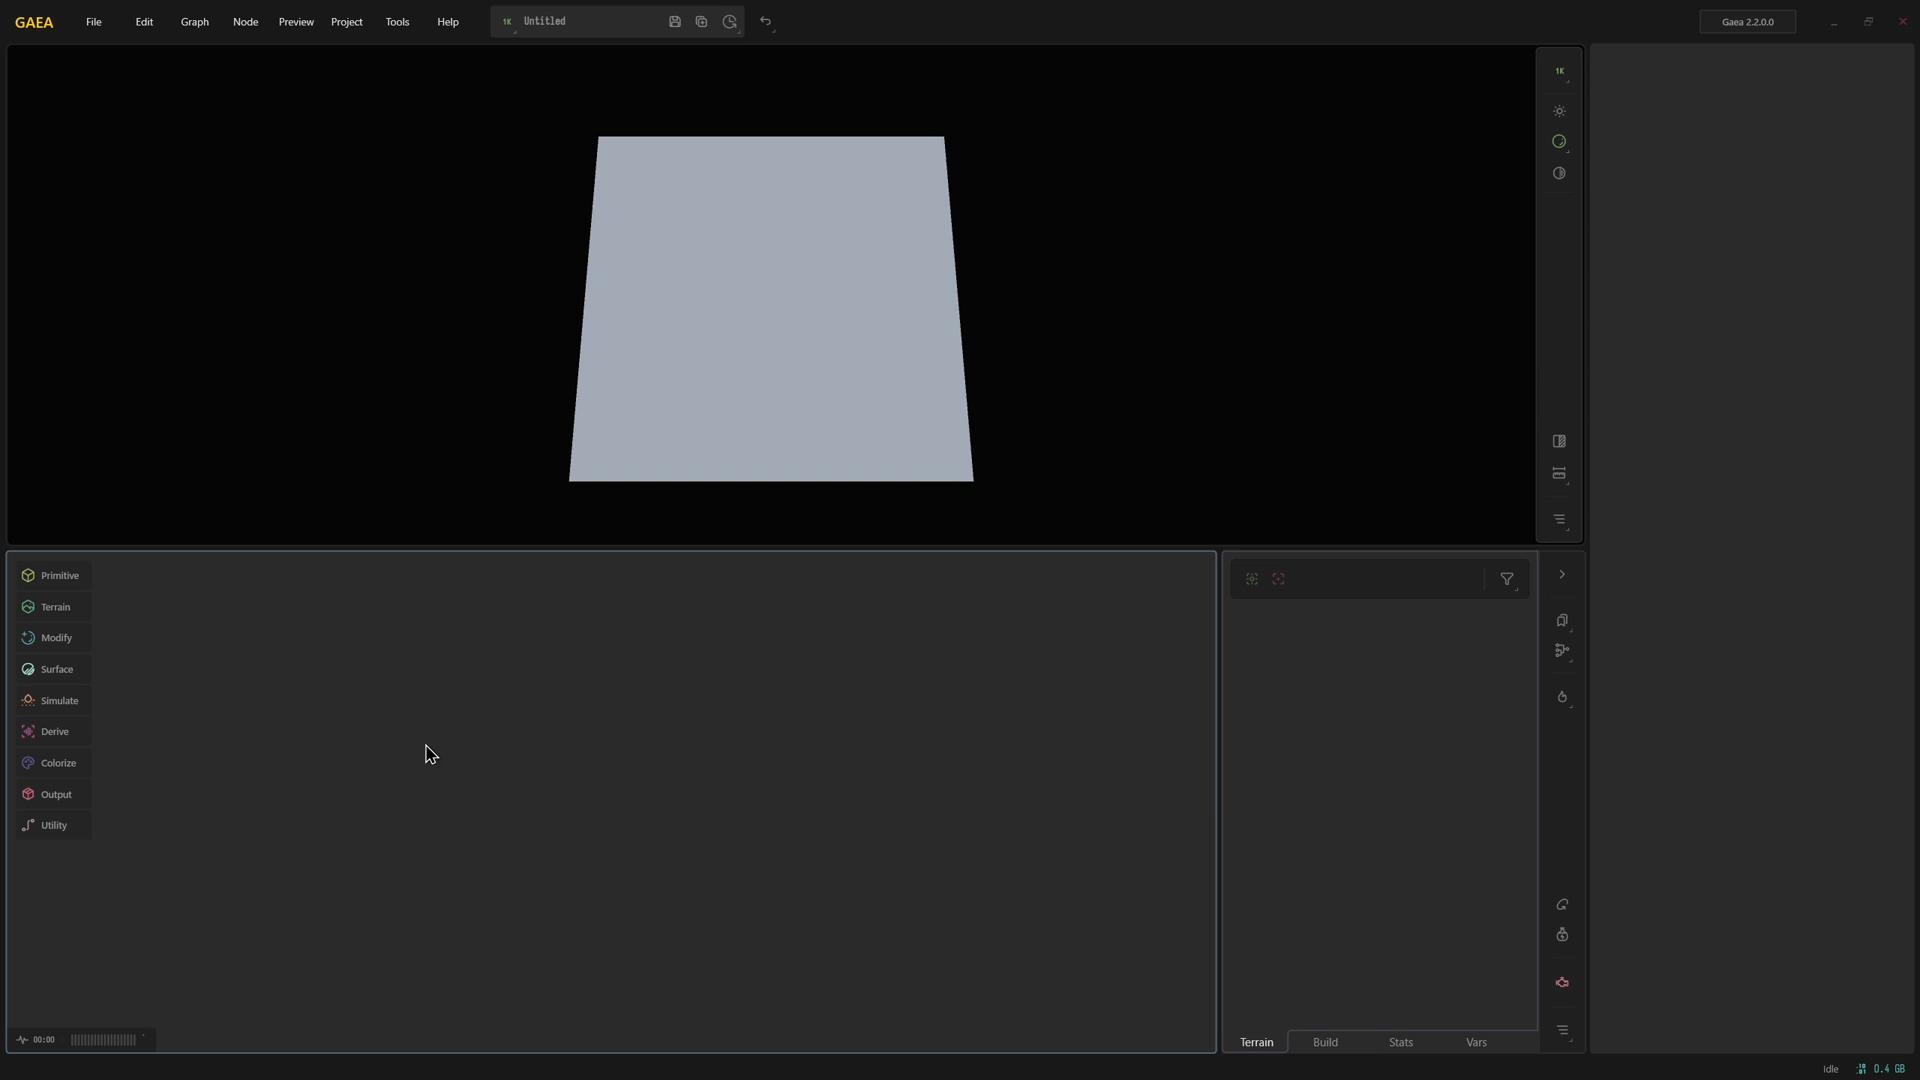 GAEA File Edit Graph Node Preview Project Tools Help 1K Untitled Gaea 2.2.0.0
1K
Primitive
Terrain
Modify
Surface
Simulate
Derive
Colorize
Output
Utility
00:00
Terrain Build Stats Vars
Idle 0.4 GB